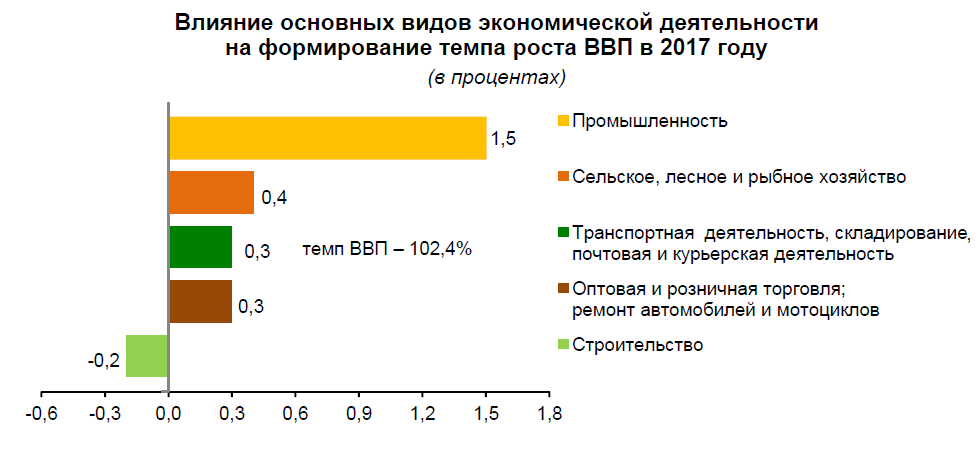 Влияние основных видов экономической деятельности
на формирование темпа роста ВВП в 2017 году
(в процентах)
1,5
0,4
0,3
темп ВВП – 102,4%
0,3
-0,2
-0,6
-0,3
0,0
0,3
0,6
0,9
1,2
1,5
1,8
Промышленность
Сельское, лесное и рыбное хозяйство
Транспортная деятельность, складирование,
почтовая и курьерская деятельность
Оптовая и розничная торговля;
ремонт автомобилей и мотоциклов
Строительство